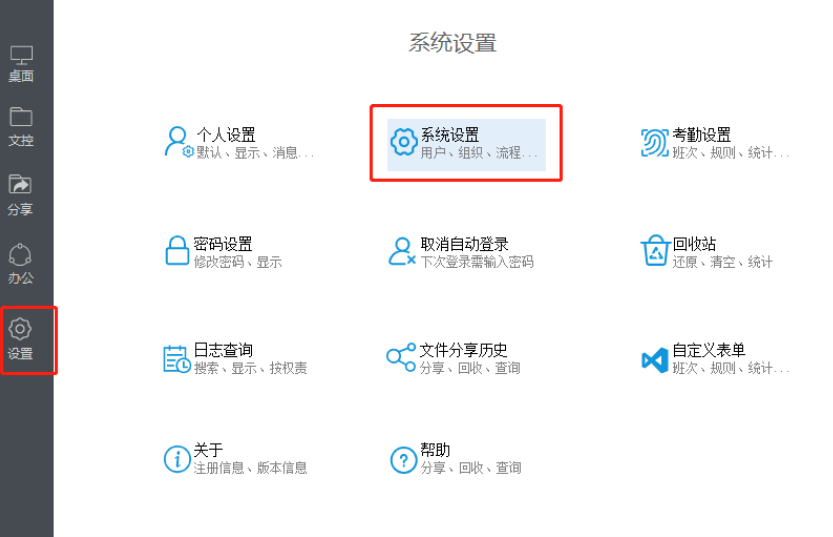 系统设置
桌面
文控
分享
办公
设置
个人设置
默认、显示、消息...
系统设置
用户、组织、流程...
考勤设置
班次、规则、统计...
密码设置
修改密码、显示
取消自动登录
下次登录需输入密码
回收站
还原、清空、统计
日志查询
搜索、显示、按权责
文件分享历史
分享、回收、查询
自定义表单
班次、规则、统计...
关于
注册信息、版本信息
帮助
分享、回收、查询